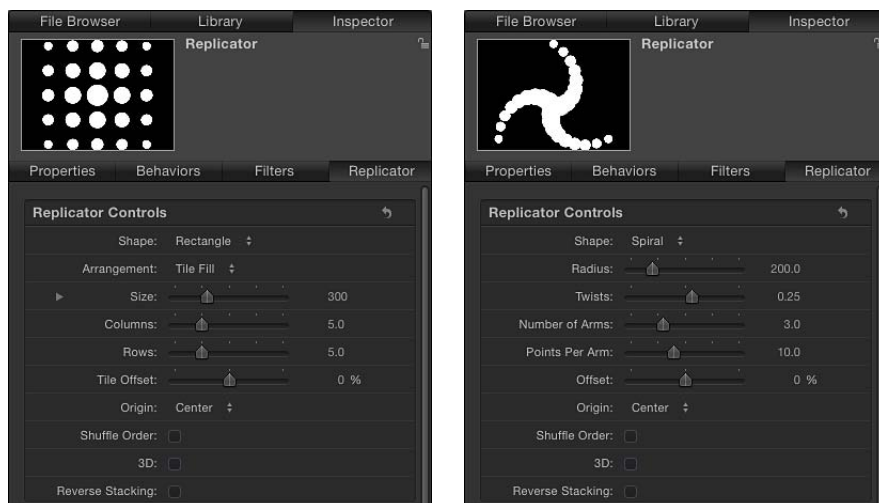 File Browser Library Inspector
Replicator
Properties Behaviors Filters Replicator
Replicator Controls
Shape: Rectangle
Arrangement: Tile Fill
Size: 300
Columns: 5.0
Rows: 5.0
Tile Offset: 0 %
Origin: Center
Shuffle Order:
3D:
Reverse Stacking:
File Browser Library Inspector
Replicator
Properties Behaviors Filters Replicator
Replicator Controls
Shape: Spiral
Radius: 200.0
Twists: 0.25
Number of Arms: 3.0
Points Per Arm: 10.0
Offset: 0 %
Origin: Center
Shuffle Order:
3D:
Reverse Stacking: